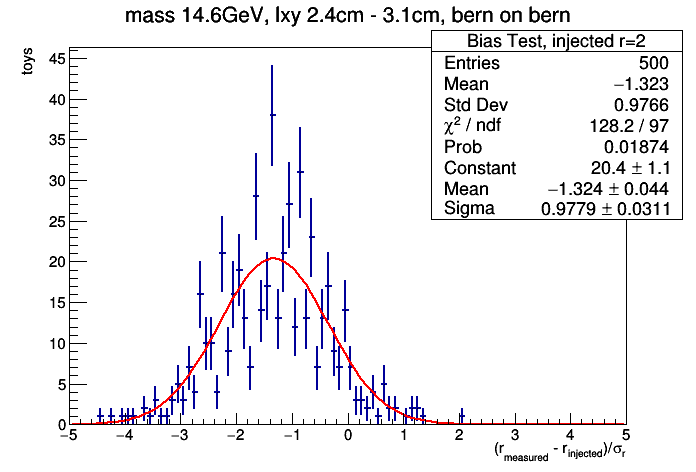 mass 14.6GeV, lxy 2.4cm - 3.1cm, bern on bern
Bias Test, injected r=2
Entries 500
Mean −1.323
Std Dev 0.9766
χ² / ndf 128.2 / 97
Prob 0.01874
Constant 20.4 ± 1.1
Mean −1.324 ± 0.044
Sigma 0.9779 ± 0.0311
toys
45
40
35
30
25
20
15
10
5
0
−5 −4 −3 −2 −1 0 1 2 3 4 5
(r_measured - r_injected)/σ_r